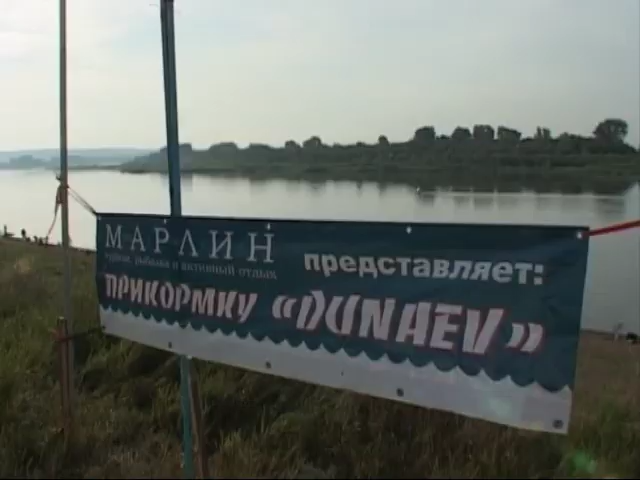 МАРЛИН
туризм, рыбалка и активный отдых
представляет:
ПРИКОРМКУ «DUNAEV»